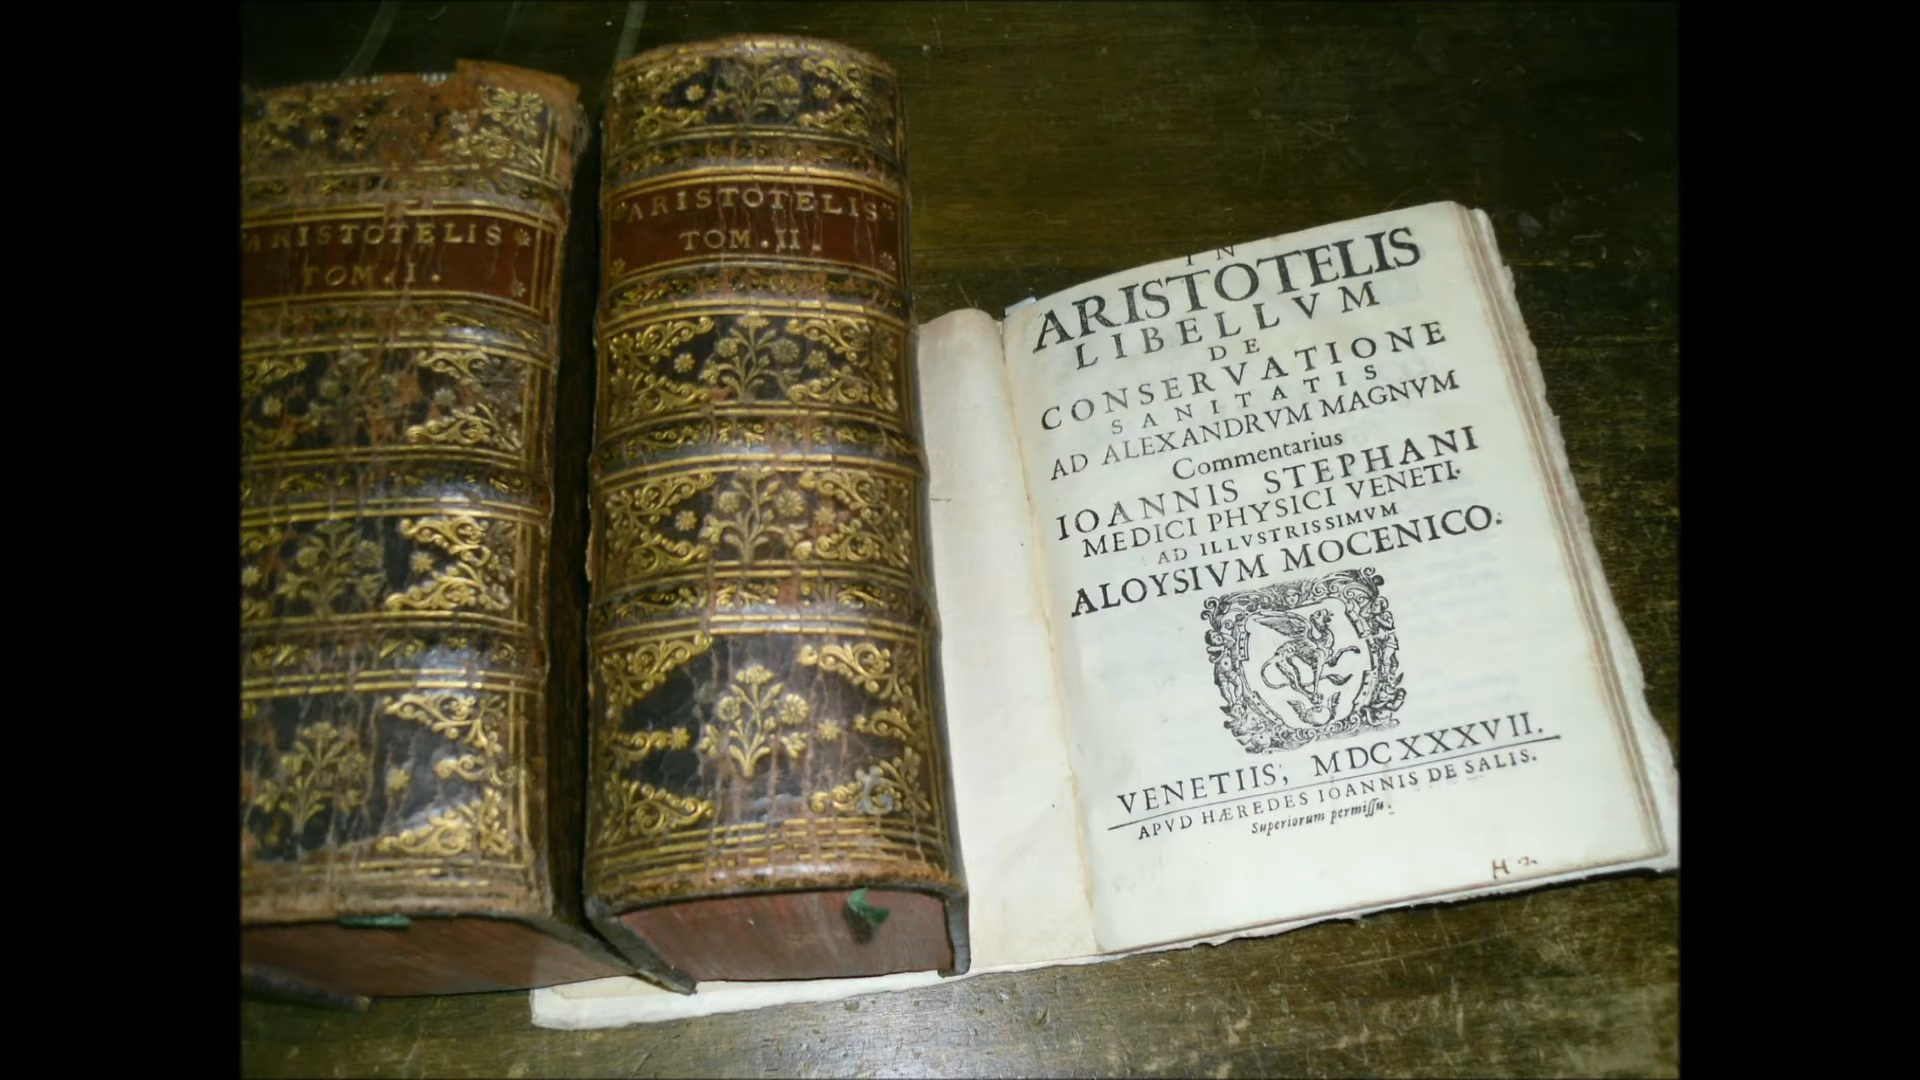 ARISTOTELIS
TOM. I.
ARISTOTELIS
TOM. II.
IN
ARISTOTELIS
LIBELLVM
DE
CONSERVATIONE
SANITATIS
AD ALEXANDRVM MAGNVM
Commentarius
IOANNIS STEPHANI
MEDICI PHYSICI VENETI.
AD ILLVSTRISSIMVM
ALOYSIVM MOCENICO.
VENETIIS, MDCXXXVII.
APVD HÆREDES IOANNIS DE SALIS.
Superiorum permiſſu.
H 2